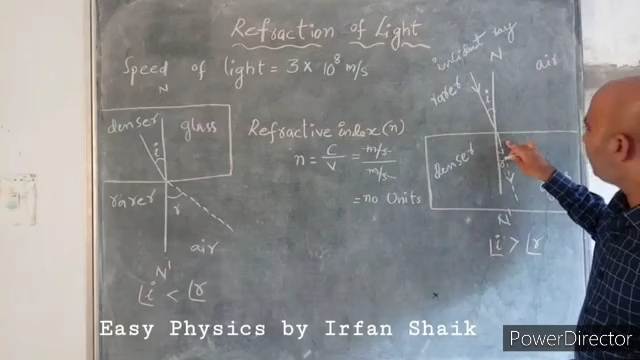 Refraction of Light
Speed of light = 3 × 10⁸ m/s
N
denser
glass
i
rarer
r
air
N'
∠i < ∠r
Refractive index (n)
n = C/V = m/s / m/s
= no Units
incident ray
N
air
rarer
i
denser
r
N'
∠i > ∠r
Easy Physics by Irfan Shaik
PowerDirector